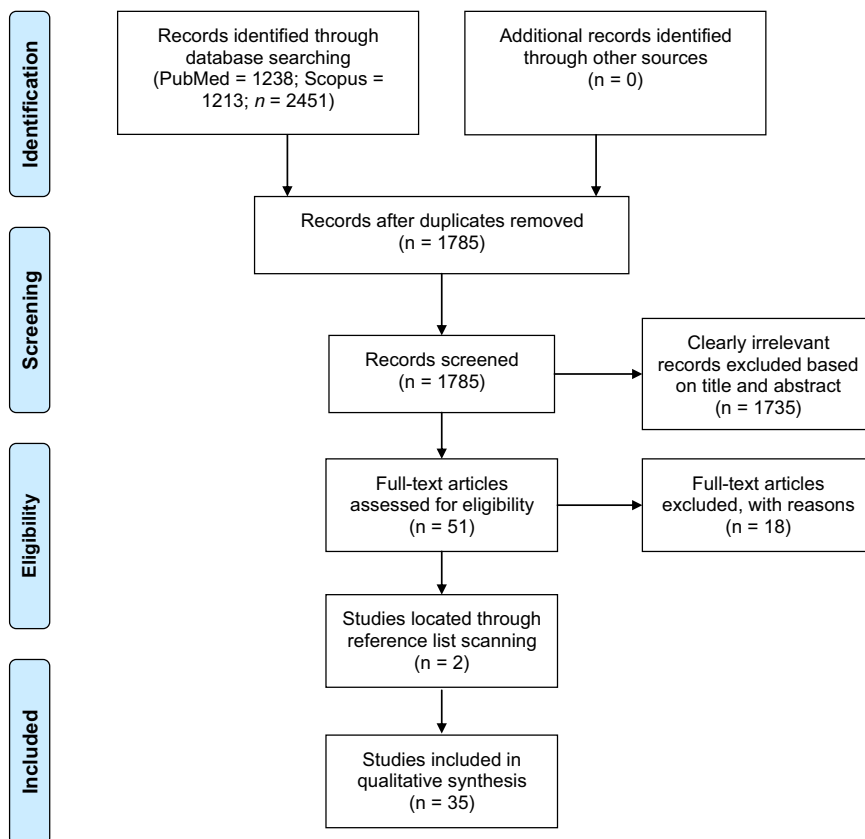 Identification
Records identified through
database searching
(PubMed = 1238; Scopus =
1213; n = 2451)
Additional records identified
through other sources
(n = 0)
Records after duplicates removed
(n = 1785)
Screening
Records screened
(n = 1785)
Clearly irrelevant
records excluded based
on title and abstract
(n = 1735)
Eligibility
Full-text articles
assessed for eligibility
(n = 51)
Full-text articles
excluded, with reasons
(n = 18)
Studies located through
reference list scanning
(n = 2)
Included
Studies included in
qualitative synthesis
(n = 35)